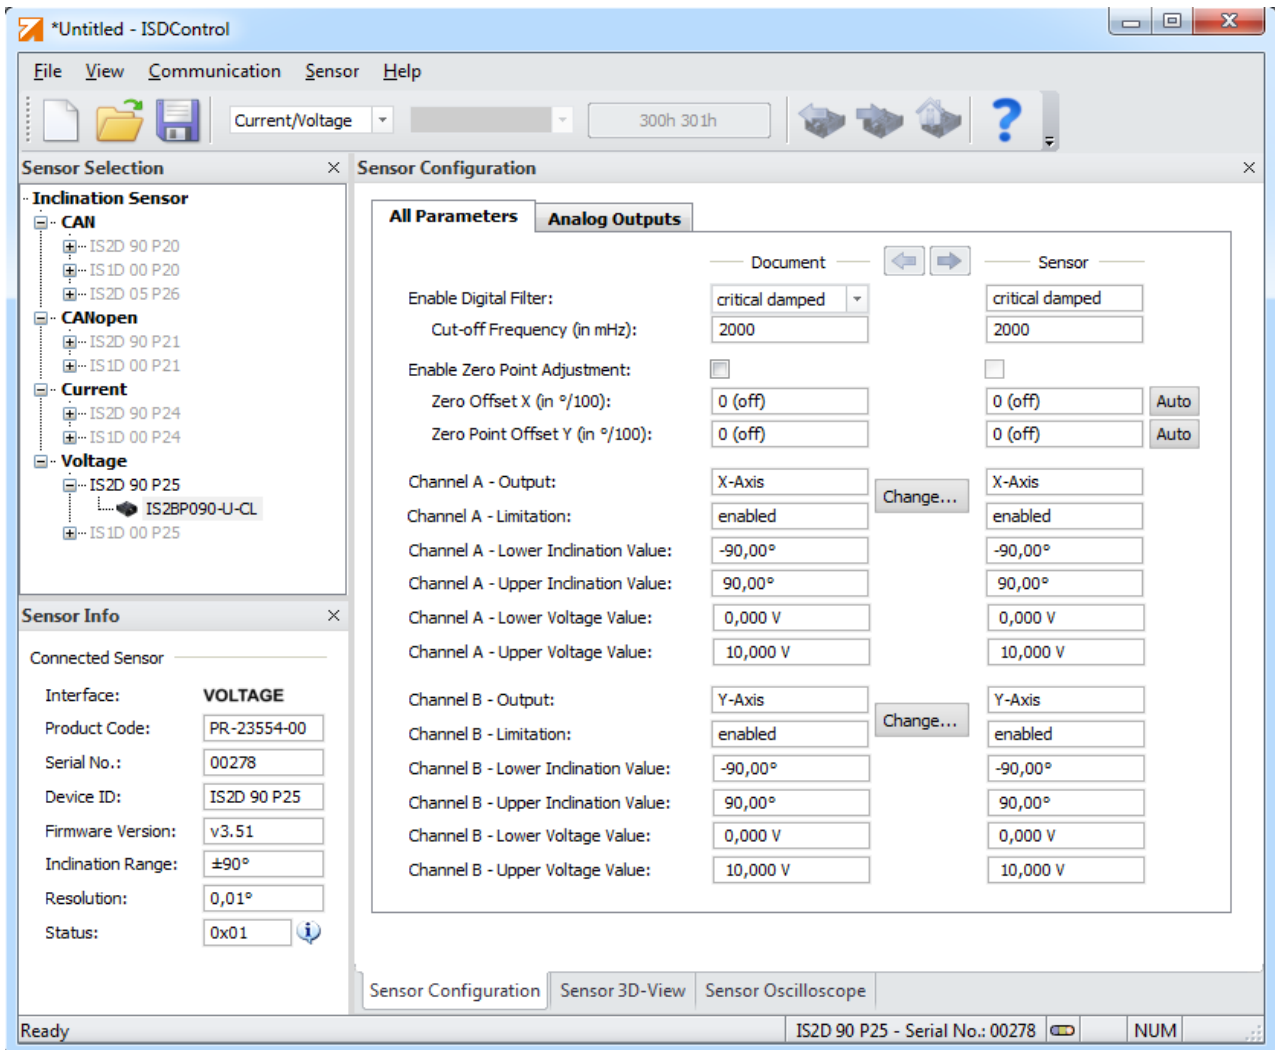 *Untitled - ISDControl
File View Communication Sensor Help
Current/Voltage 300h 301h
Sensor Selection
Inclination Sensor
CAN
IS2D 90 P20
IS1D 00 P20
IS2D 05 P26
CANopen
IS2D 90 P21
IS1D 00 P21
Current
IS2D 90 P24
IS1D 00 P24
Voltage
IS2D 90 P25
IS2BP090-U-CL
IS1D 00 P25
Sensor Info
Connected Sensor
Interface: VOLTAGE
Product Code: PR-23554-00
Serial No.: 00278
Device ID: IS2D 90 P25
Firmware Version: v3.51
Inclination Range: ±90°
Resolution: 0,01°
Status: 0x01
Sensor Configuration
All Parameters Analog Outputs
Document Sensor
Enable Digital Filter: critical damped critical damped
Cut-off Frequency (in mHz): 2000 2000
Enable Zero Point Adjustment:
Zero Offset X (in °/100): 0 (off) 0 (off) Auto
Zero Point Offset Y (in °/100): 0 (off) 0 (off) Auto
Channel A - Output: X-Axis Change... X-Axis
Channel A - Limitation: enabled enabled
Channel A - Lower Inclination Value: -90,00° -90,00°
Channel A - Upper Inclination Value: 90,00° 90,00°
Channel A - Lower Voltage Value: 0,000 V 0,000 V
Channel A - Upper Voltage Value: 10,000 V 10,000 V
Channel B - Output: Y-Axis Change... Y-Axis
Channel B - Limitation: enabled enabled
Channel B - Lower Inclination Value: -90,00° -90,00°
Channel B - Upper Inclination Value: 90,00° 90,00°
Channel B - Lower Voltage Value: 0,000 V 0,000 V
Channel B - Upper Voltage Value: 10,000 V 10,000 V
Sensor Configuration Sensor 3D-View Sensor Oscilloscope
Ready IS2D 90 P25 - Serial No.: 00278 NUM